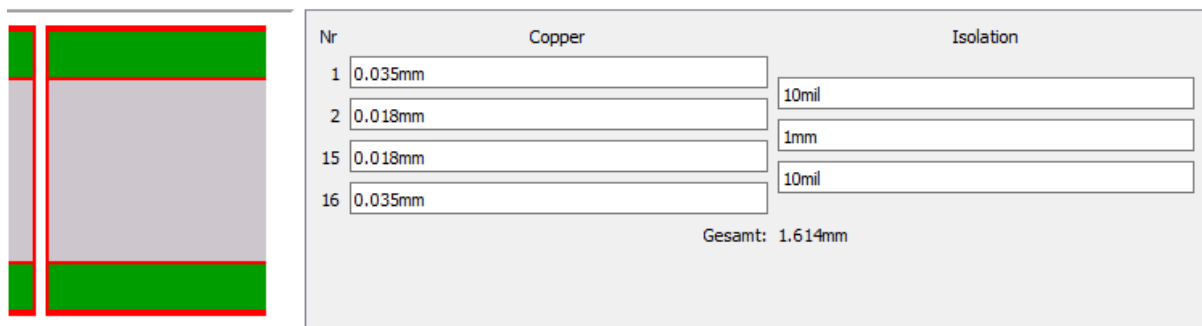 Nr Copper Isolation
1 0.035mm
10mil
2 0.018mm
1mm
15 0.018mm
10mil
16 0.035mm
Gesamt: 1.614mm